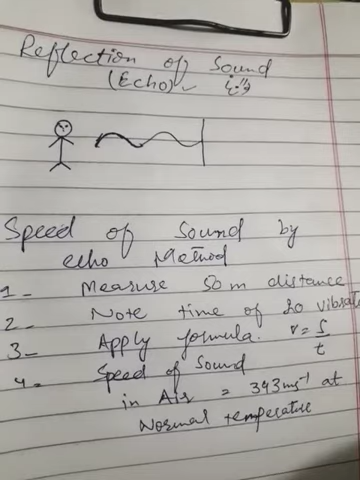 Reflection of Sound
(Echo)
Speed of Sound by
echo Method
1- Measure 50 m distance
2- Note time of 20 vibrat
3- Apply formula. v = S/t
4- Speed of Sound
in Air = 343 ms⁻¹ at
Normal temperature